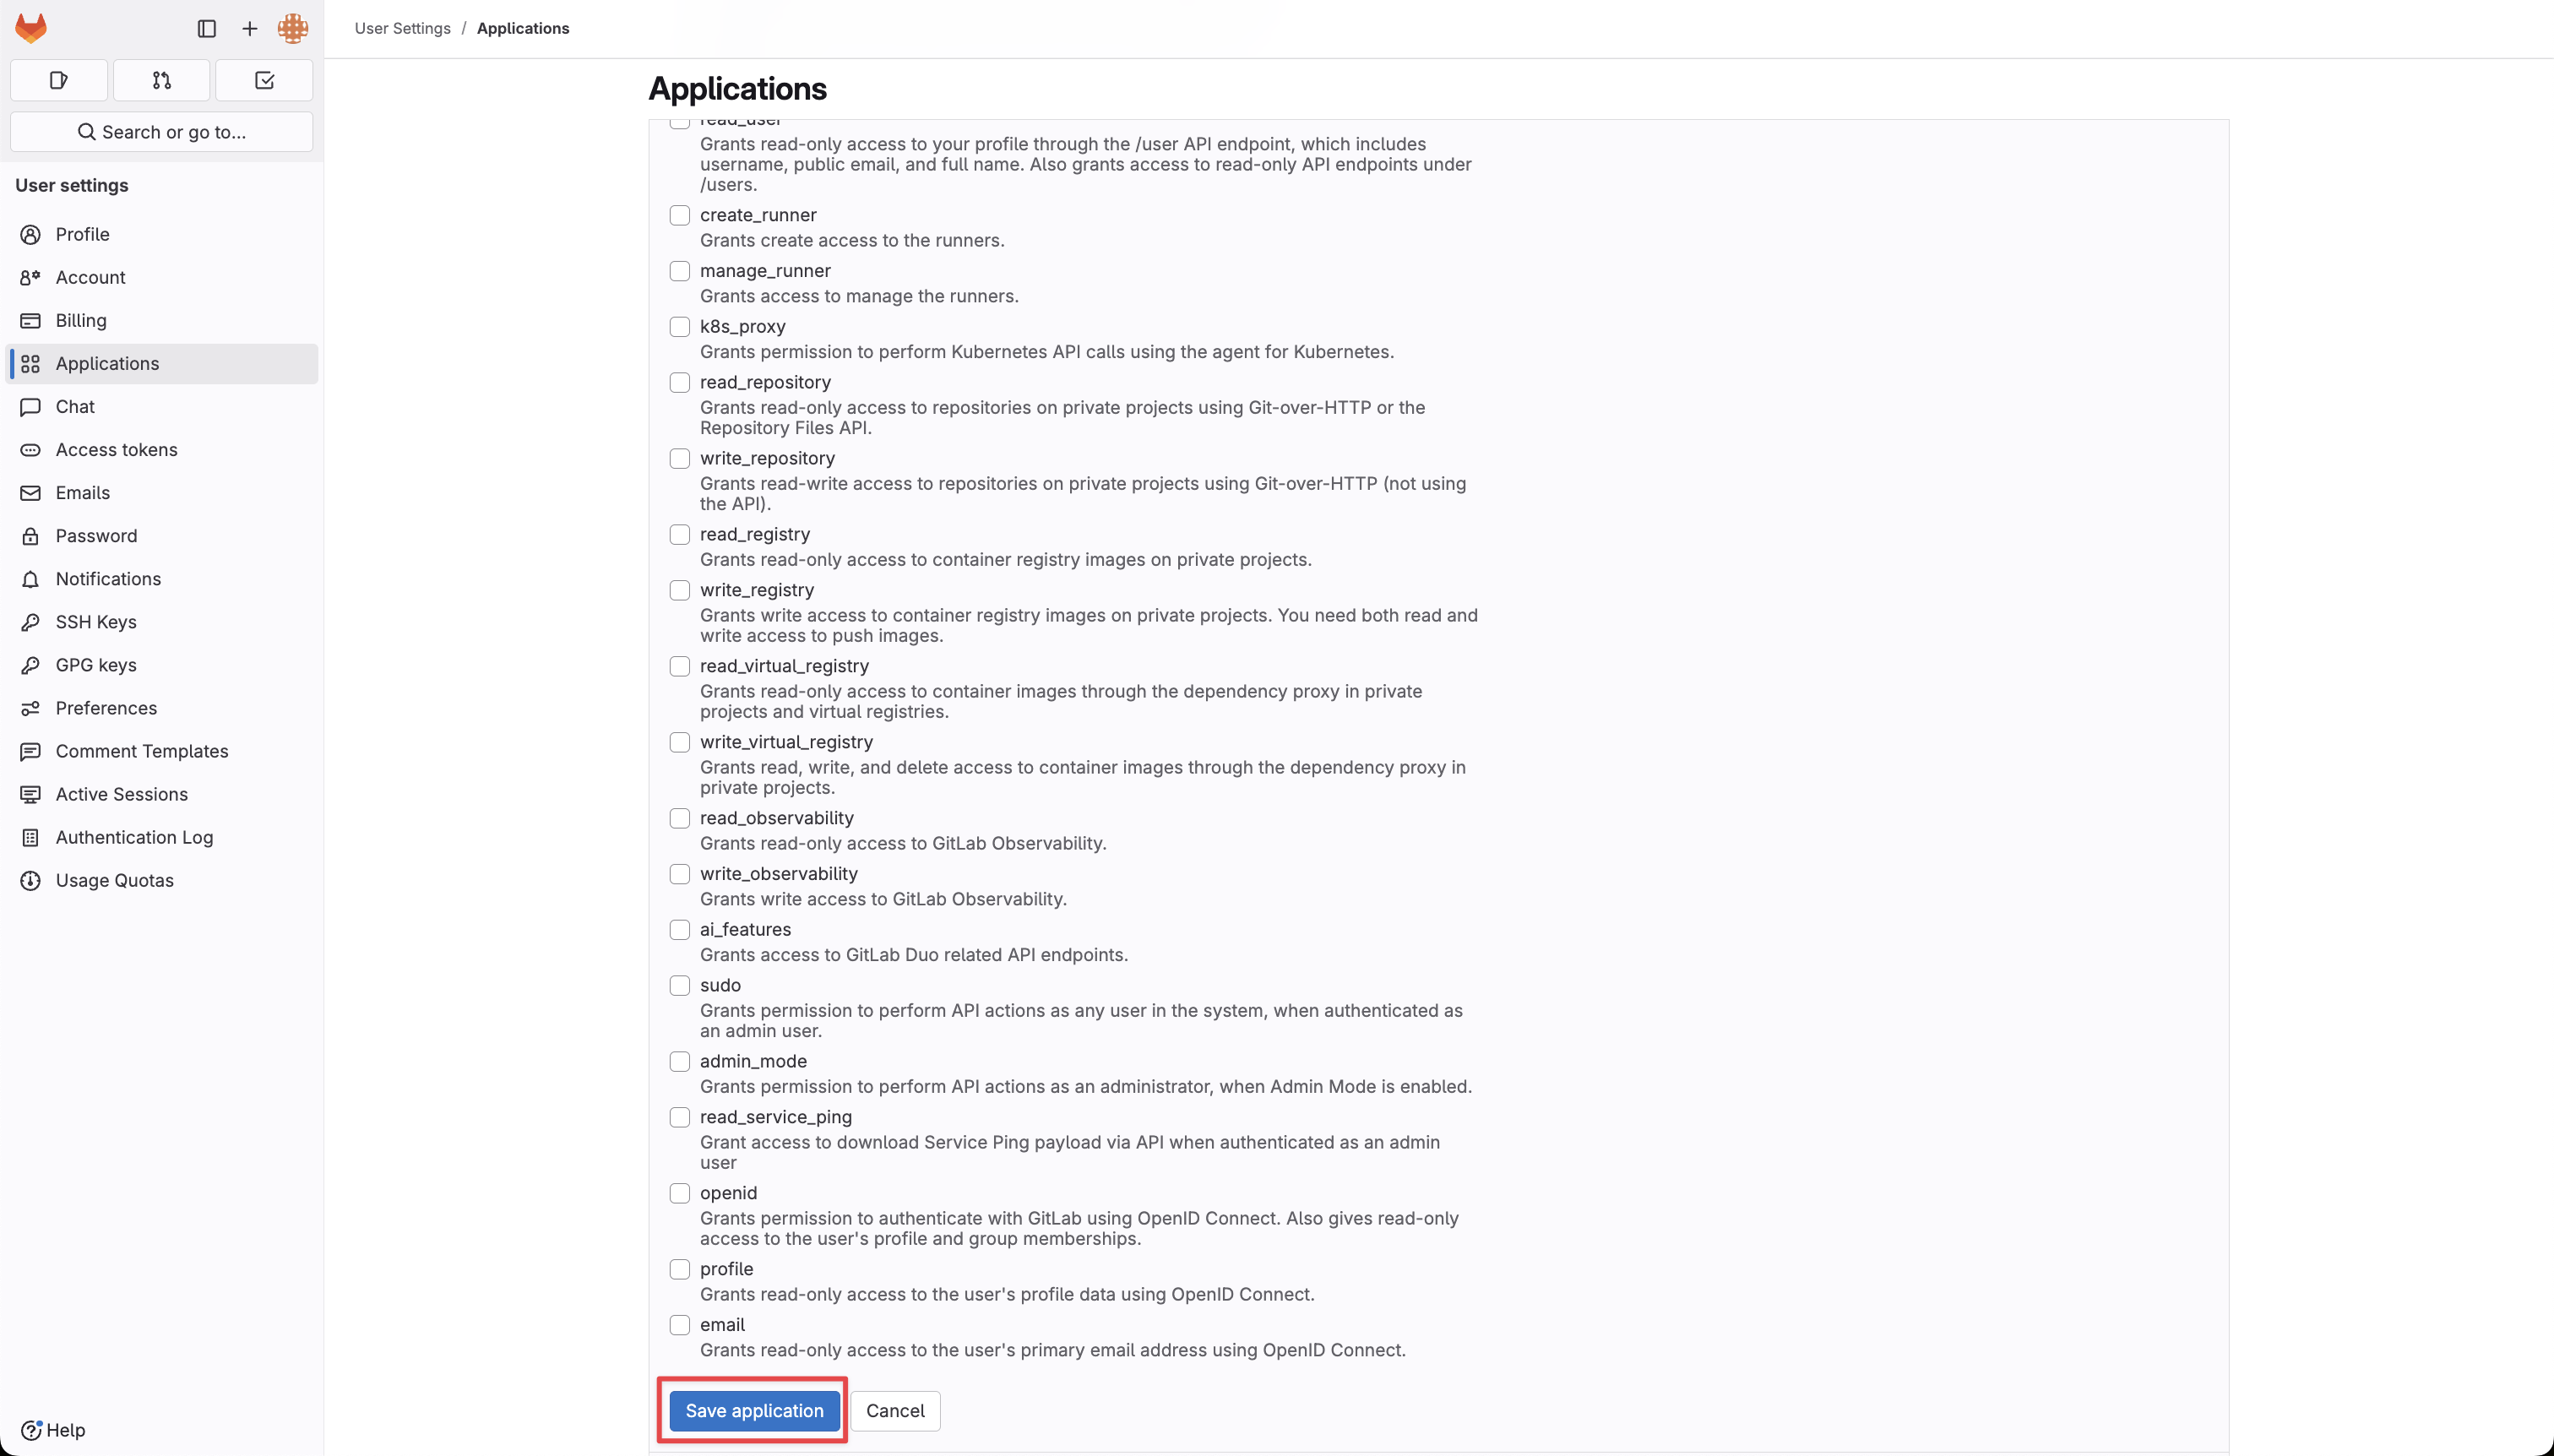 User Settings / Applications
Search or go to...
User settings
Profile
Account
Billing
Applications
Chat
Access tokens
Emails
Password
Notifications
SSH Keys
GPG keys
Preferences
Comment Templates
Active Sessions
Authentication Log
Usage Quotas
Help
Applications
read_user
Grants read-only access to your profile through the /user API endpoint, which includes
username, public email, and full name. Also grants access to read-only API endpoints under
/users.
create_runner
Grants create access to the runners.
manage_runner
Grants access to manage the runners.
k8s_proxy
Grants permission to perform Kubernetes API calls using the agent for Kubernetes.
read_repository
Grants read-only access to repositories on private projects using Git-over-HTTP or the
Repository Files API.
write_repository
Grants read-write access to repositories on private projects using Git-over-HTTP (not using
the API).
read_registry
Grants read-only access to container registry images on private projects.
write_registry
Grants write access to container registry images on private projects. You need both read and
write access to push images.
read_virtual_registry
Grants read-only access to container images through the dependency proxy in private
projects and virtual registries.
write_virtual_registry
Grants read, write, and delete access to container images through the dependency proxy in
private projects.
read_observability
Grants read-only access to GitLab Observability.
write_observability
Grants write access to GitLab Observability.
ai_features
Grants access to GitLab Duo related API endpoints.
sudo
Grants permission to perform API actions as any user in the system, when authenticated as
an admin user.
admin_mode
Grants permission to perform API actions as an administrator, when Admin Mode is enabled.
read_service_ping
Grant access to download Service Ping payload via API when authenticated as an admin
user
openid
Grants permission to authenticate with GitLab using OpenID Connect. Also gives read-only
access to the user's profile and group memberships.
profile
Grants read-only access to the user's profile data using OpenID Connect.
email
Grants read-only access to the user's primary email address using OpenID Connect.
Save application
Cancel